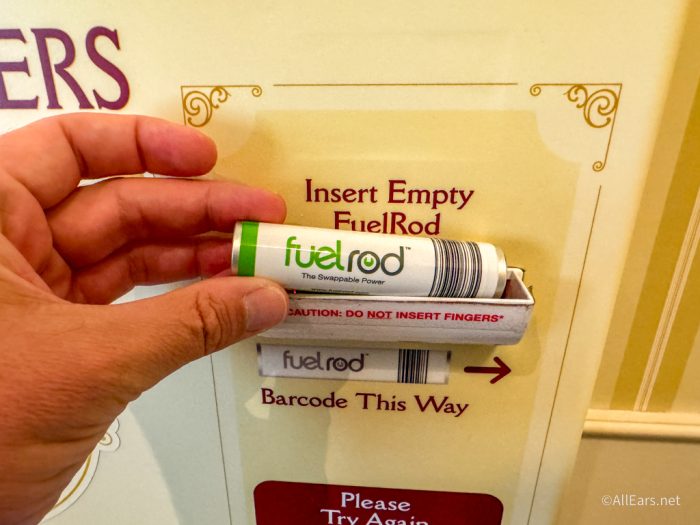 ERS
Insert Empty
FuelRod
fuelrod™
The Swappable Power
CAUTION: DO NOT INSERT FINGERS*
fuelrod
Barcode This Way
Please
Try Again
©AllEars.net